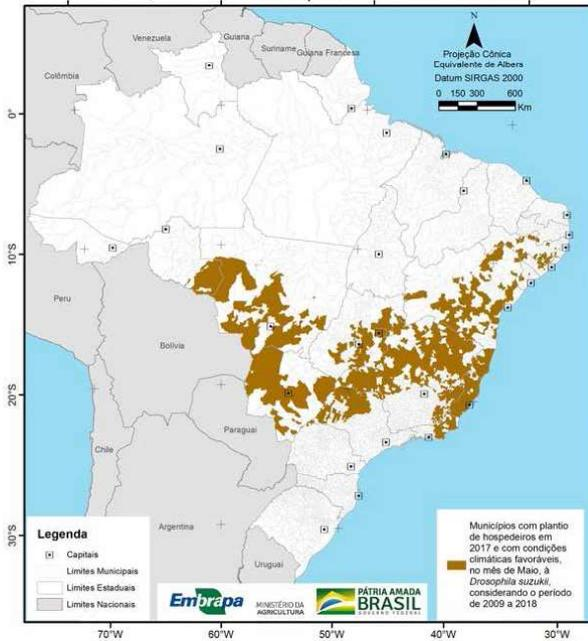 Venezuela
Guiana
Suriname
Guiana Francesa
Colômbia
N
Projeção Cônica
Equivalente de Albers
Datum SIRGAS 2000
0 150 300 600
Km
0°
10°S
20°S
30°S
Peru
Bolívia
Paraguai
Chile
Argentina
Uruguai
Legenda
Capitais
Limites Municipais
Limites Estaduais
Limites Nacionais
Embrapa
MINISTÉRIO DA
AGRICULTURA
PÁTRIA AMADA
BRASIL
GOVERNO FEDERAL
Municípios com plantio
de hospedeiros em
2017 e com condições
climáticas favoráveis,
no mês de Maio, à
Drosophila suzukii,
considerando o período
de 2009 a 2018
70°W
60°W
50°W
40°W
30°W